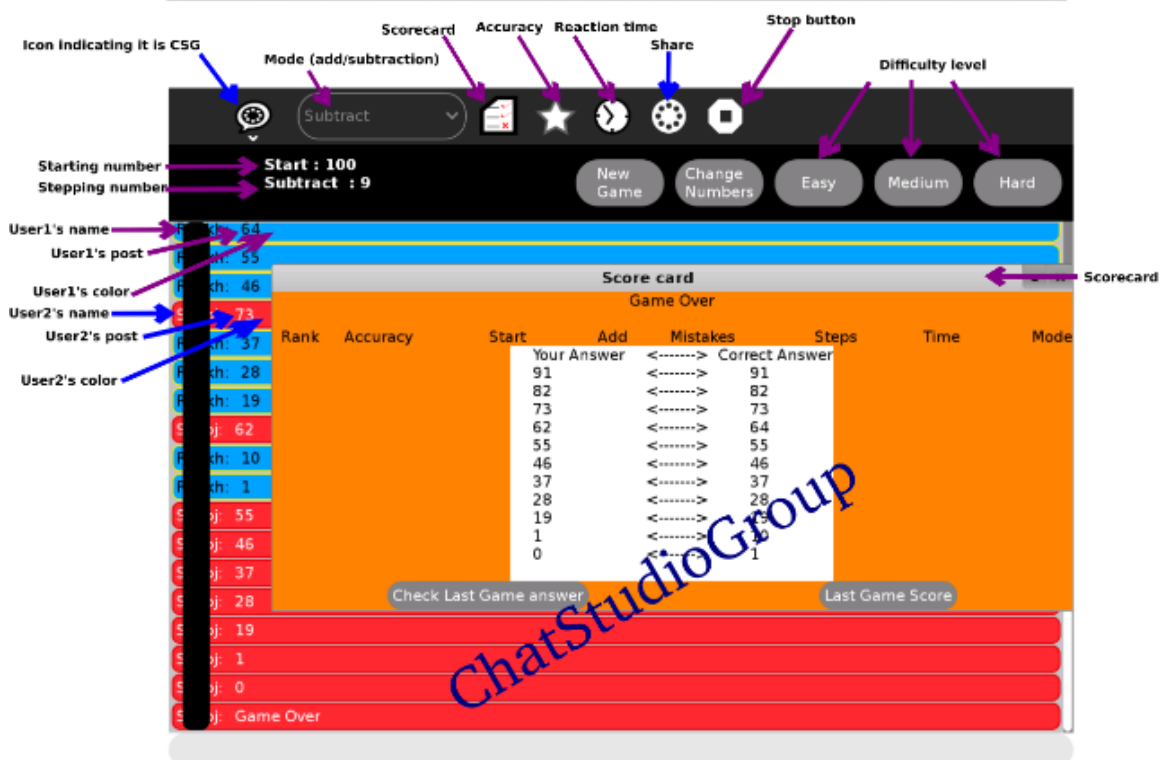 Stop button
Scorecard
Accuracy
Reaction time
Icon indicating it is CSG
Share
Mode (add/subtraction)
Difficulty level
Subtract
Starting number
Start : 100
Stepping number
Subtract : 9
New Game
Change Numbers
Easy
Medium
Hard
User1's name
64
User1's post
55
Score card
Scorecard
User1's color
46
Game Over
User2's name
73
User2's post
37
Rank Accuracy Start Add Mistakes Steps Time Mode
Your Answer <-------> Correct Answer
User2's color
28
91 <-------> 91
82 <-------> 82
19
73 <-------> 73
62
62 <-------> 64
55 <-------> 55
10
46 <-------> 46
1
37 <-------> 37
28 <-------> 28
55
19 <-------> 19
46
1 <-------> 10
0 <-------> 1
37
28
Check Last Game answer
Last Game Score
ChatStudioGroup
19
1
0
Game Over